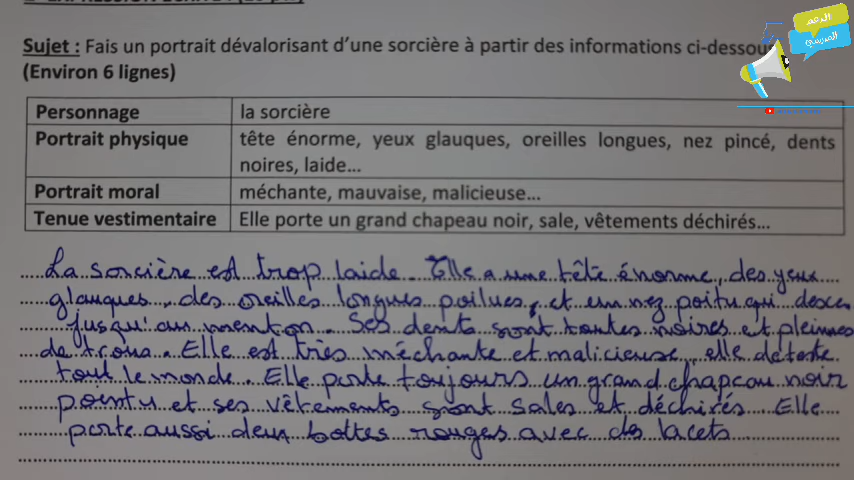 Sujet : Fais un portrait dévalorisant d'une sorcière à partir des informations ci-dessous
(Environ 6 lignes)
الدعم
المدرسي
Personnage la sorcière
Portrait physique tête énorme, yeux glauques, oreilles longues, nez pincé, dents
noires, laide...
Portrait moral méchante, mauvaise, malicieuse...
Tenue vestimentaire Elle porte un grand chapeau noir, sale, vêtements déchirés...
La sorcière est trop laide. Elle a une tête énorme, des yeux
glauques, des oreilles longues poilues, et un nez poitu qui descen
jusqu'au menton. Ses dents sont toutes noires et pleines
de trous. Elle est très méchante et malicieuse, elle déteste
tout le monde. Elle porte toujours un grand chapeau noir
pointu et ses vêtements sont sales et déchirés. Elle
porte aussi deux bottes rouges avec des lacets